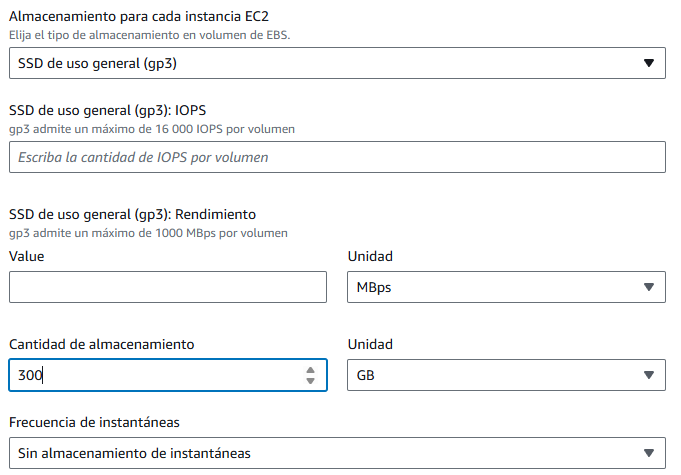 Almacenamiento para cada instancia EC2
Elija el tipo de almacenamiento en volumen de EBS.
SSD de uso general (gp3)
SSD de uso general (gp3): IOPS
gp3 admite un máximo de 16 000 IOPS por volumen
Escriba la cantidad de IOPS por volumen
SSD de uso general (gp3): Rendimiento
gp3 admite un máximo de 1000 MBps por volumen
Value Unidad
MBps
Cantidad de almacenamiento Unidad
300 GB
Frecuencia de instantáneas
Sin almacenamiento de instantáneas